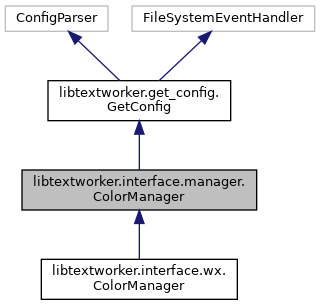 ConfigParser
FileSystemEventHandler
libtextworker.get_config.
GetConfig
libtextworker.interface.manager.
ColorManager
libtextworker.interface.wx.
ColorManager